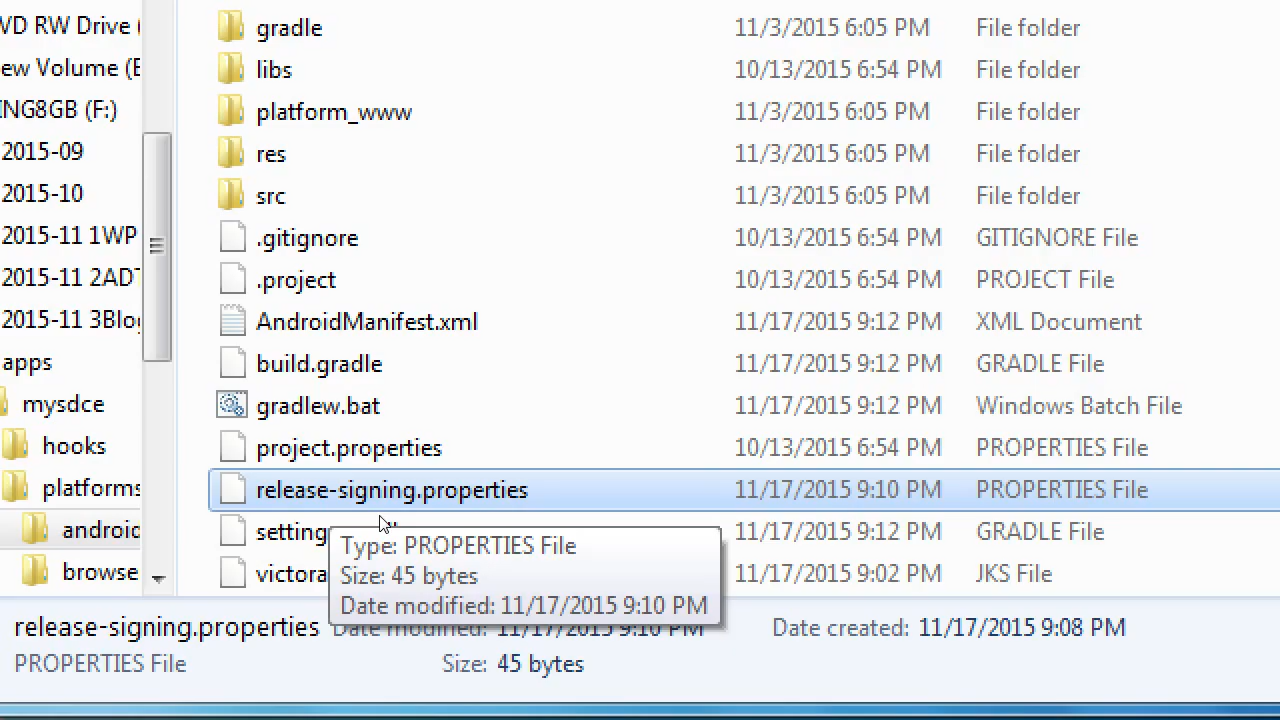 VD RW Drive (
ew Volume (E
ING8GB (F:)
2015-09
2015-10
2015-11 1WP
2015-11 2AD
2015-11 3Blo
apps
mysdce
hooks
platforms
android
browse
gradle 11/3/2015 6:05 PM File folder
libs 10/13/2015 6:54 PM File folder
platform_www 11/3/2015 6:05 PM File folder
res 11/3/2015 6:05 PM File folder
src 11/3/2015 6:05 PM File folder
.gitignore 10/13/2015 6:54 PM GITIGNORE File
.project 10/13/2015 6:54 PM PROJECT File
AndroidManifest.xml 11/17/2015 9:12 PM XML Document
build.gradle 11/17/2015 9:12 PM GRADLE File
gradlew.bat 11/17/2015 9:12 PM Windows Batch File
project.properties 10/13/2015 6:54 PM PROPERTIES File
release-signing.properties 11/17/2015 9:10 PM PROPERTIES File
setting 11/17/2015 9:12 PM GRADLE File
victora 11/17/2015 9:02 PM JKS File
Type: PROPERTIES File
Size: 45 bytes
Date modified: 11/17/2015 9:10 PM
release-signing.properties Date modified: 11/17/2015 9:10 PM Date created: 11/17/2015 9:08 PM
PROPERTIES File Size: 45 bytes